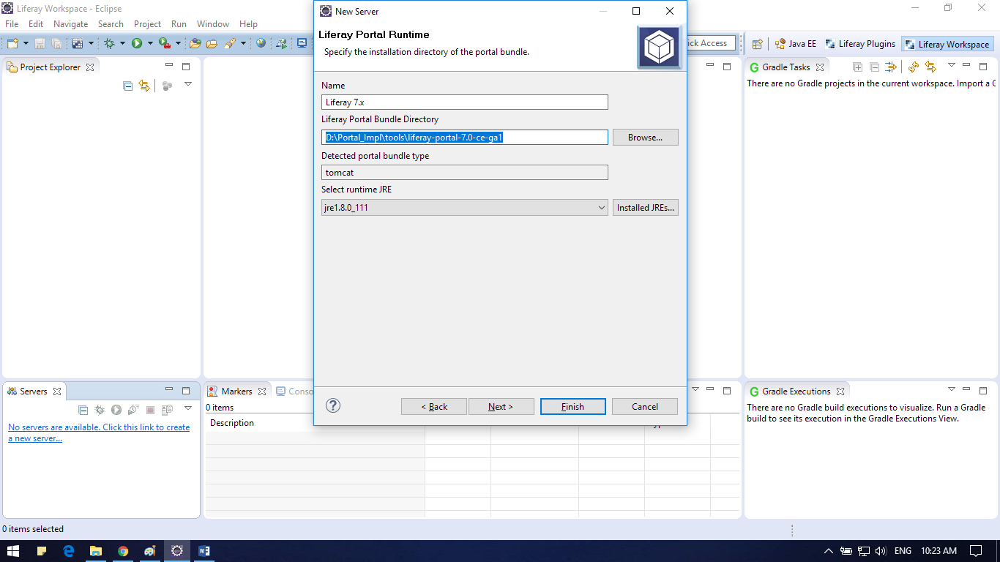 Liferay Workspace - Eclipse
File Edit Navigate Search Project Run Window Help
ick Access
Java EE
Liferay Plugins
Liferay Workspace
Project Explorer
New Server
Liferay Portal Runtime
Specify the installation directory of the portal bundle.
Name
Liferay 7.x
Liferay Portal Bundle Directory
D:\Portal_Impl\tools\liferay-portal-7.0-ce-ga1
Browse...
Detected portal bundle type
tomcat
Select runtime JRE
jre1.8.0_111
Installed JREs...
< Back
Next >
Finish
Cancel
Gradle Tasks
There are no Gradle projects in the current workspace. Import a G
Servers
No servers are available. Click this link to create
a new server...
Markers
Conso
0 items
Description
Gradle Executions
There are no Gradle build executions to visualize. Run a Gradle
build to see its execution in the Gradle Executions View.
0 items selected
ENG
10:23 AM